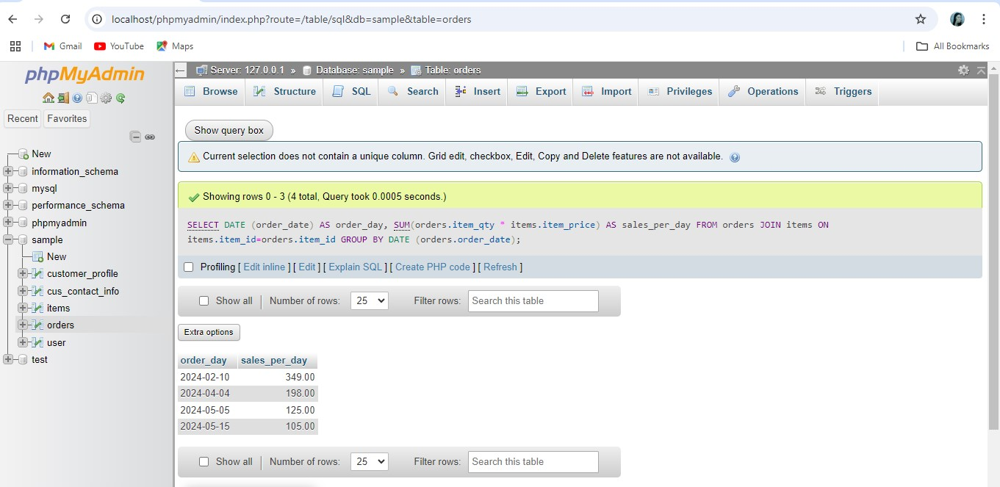 localhost/phpmyadmin/index.php?route=/table/sql&db=sample&table=orders
Gmail YouTube Maps All Bookmarks
phpMyAdmin
Recent Favorites
New
information_schema
mysql
performance_schema
phpmyadmin
sample
New
customer_profile
cus_contact_info
items
orders
user
test
Server: 127.0.0.1 » Database: sample » Table: orders
Browse Structure SQL Search Insert Export Import Privileges Operations Triggers
Show query box
Current selection does not contain a unique column. Grid edit, checkbox, Edit, Copy and Delete features are not available.
Showing rows 0 - 3 (4 total, Query took 0.0005 seconds.)
SELECT DATE (order_date) AS order_day, SUM(orders.item_qty * items.item_price) AS sales_per_day FROM orders JOIN items ON
items.item_id=orders.item_id GROUP BY DATE (orders.order_date);
Profiling [ Edit inline ] [ Edit ] [ Explain SQL ] [ Create PHP code ] [ Refresh ]
Show all Number of rows: 25 Filter rows: Search this table
Extra options
order_day sales_per_day
2024-02-10 349.00
2024-04-04 198.00
2024-05-05 125.00
2024-05-15 105.00
Show all Number of rows: 25 Filter rows: Search this table